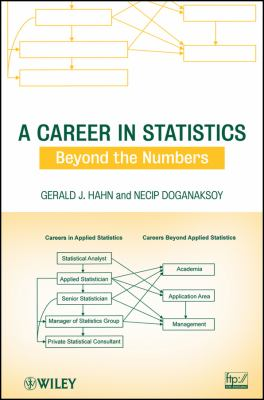 A CAREER IN STATISTICS
Beyond the Numbers
GERALD J. HAHN and NECIP DOGANAKSOY
Careers in Applied Statistics
Careers Beyond Applied Statistics
Statistical Analyst
Applied Statistician
Senior Statistician
Manager of Statistics Group
Private Statistical Consultant
Academia
Application Area
Management
WILEY
ftp://